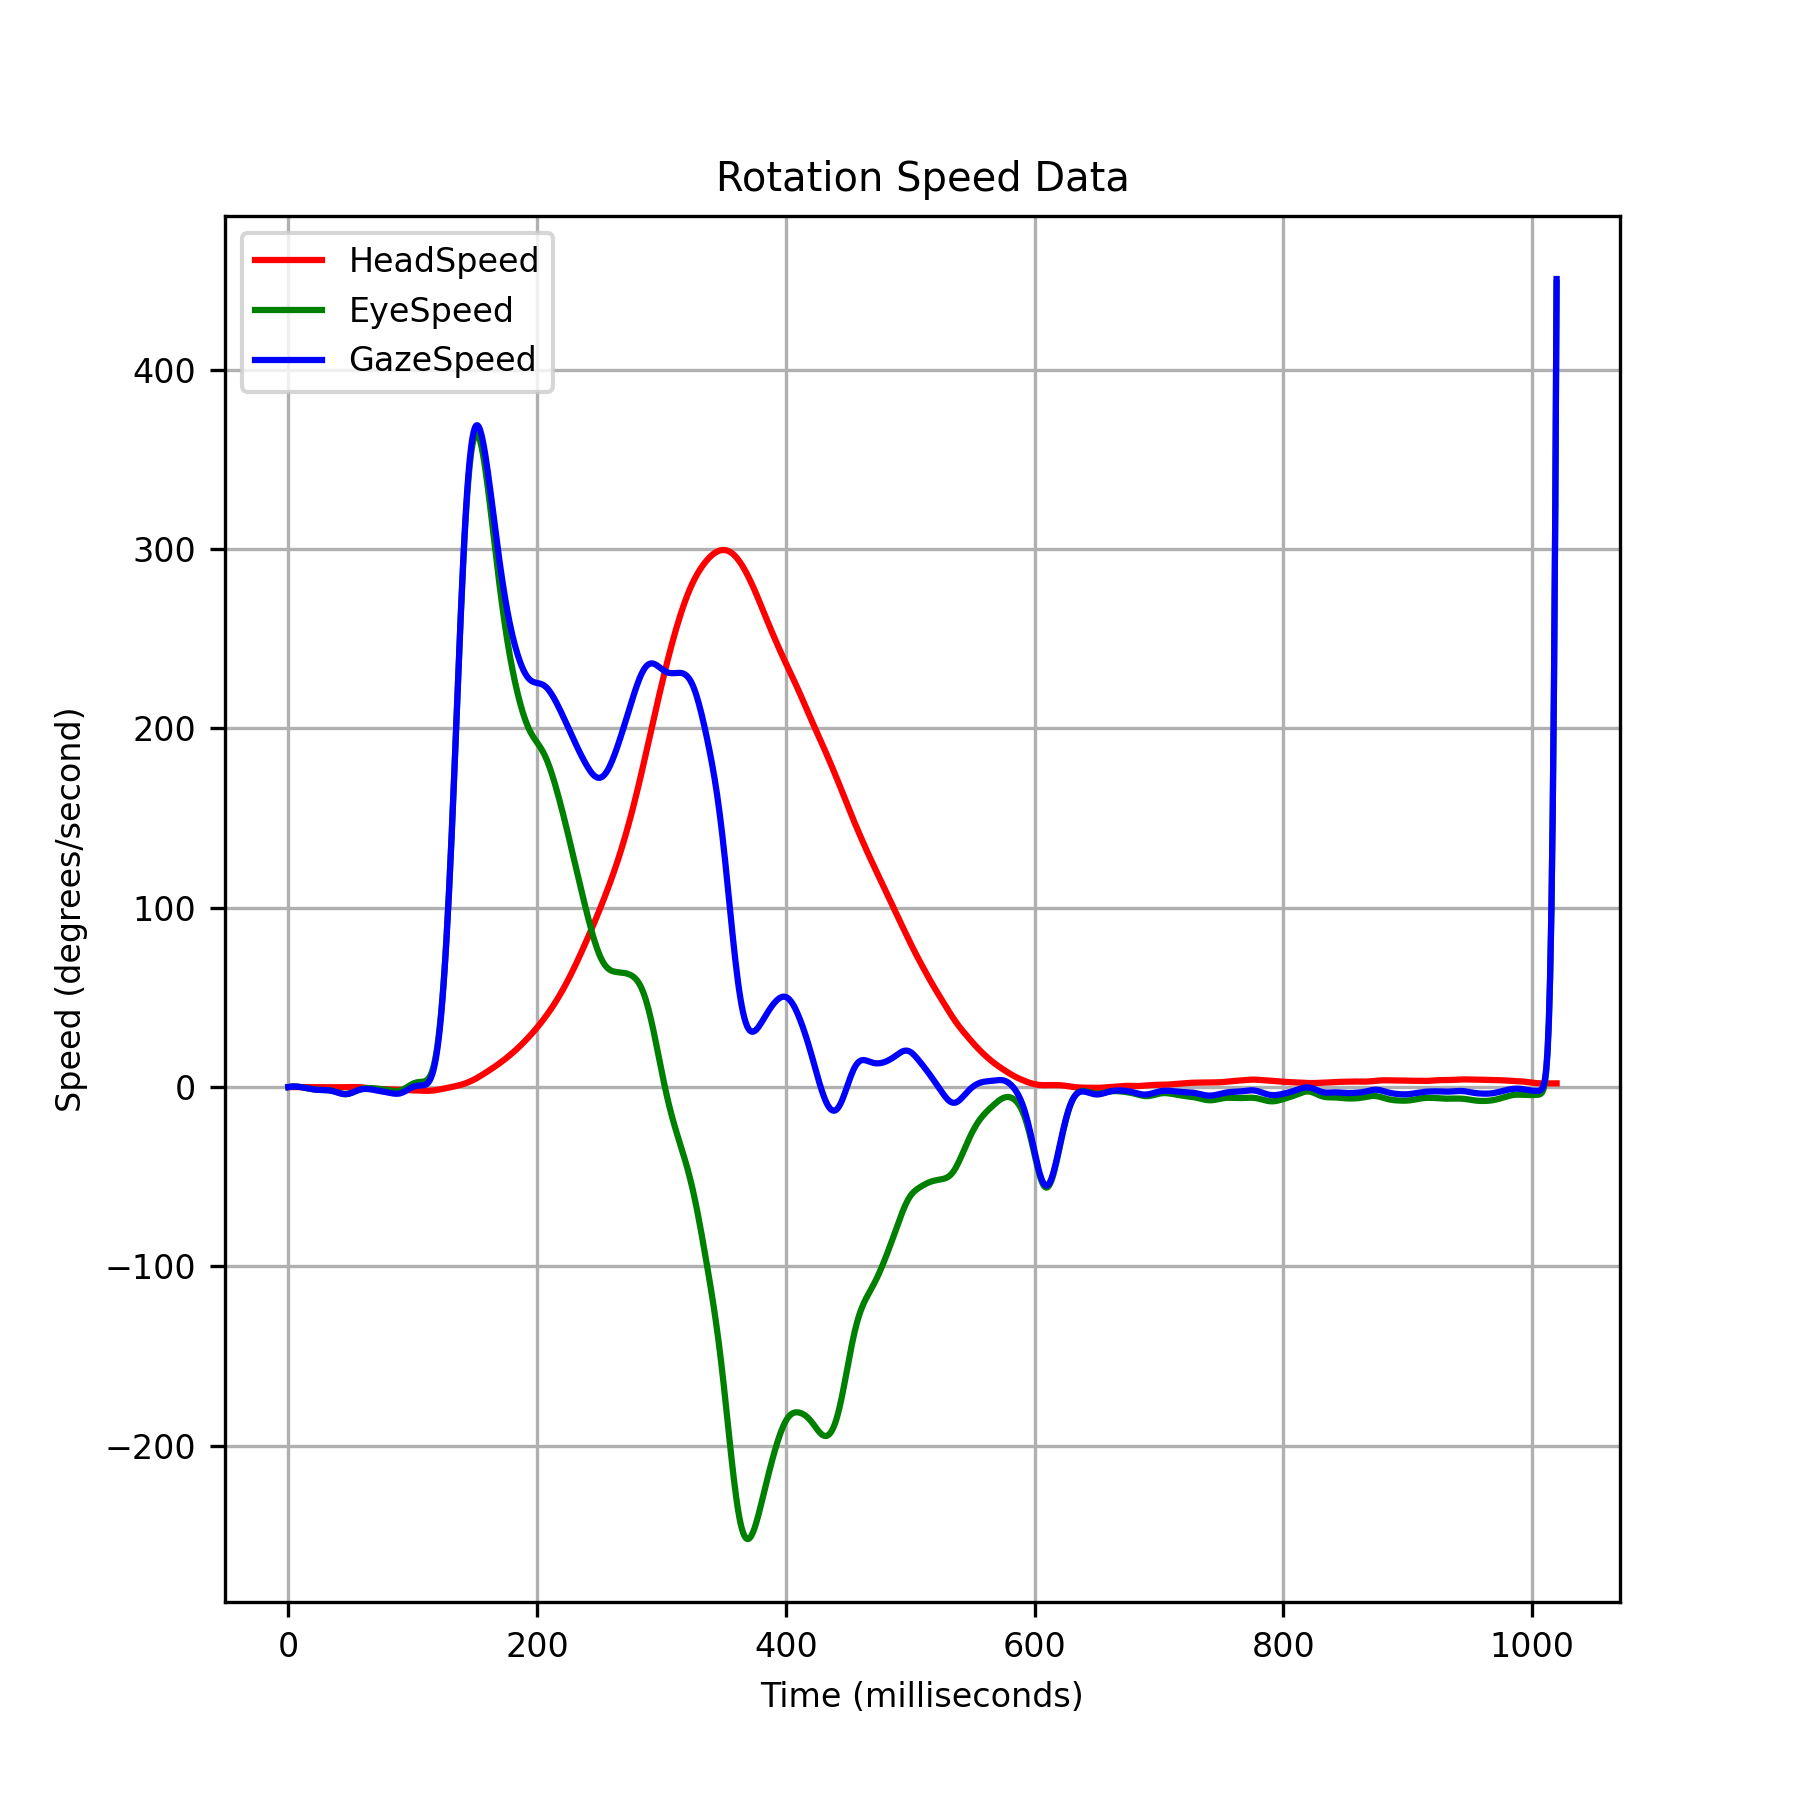 Rotation Speed Data
HeadSpeed
EyeSpeed
GazeSpeed
400
300
200
100
0
−100
−200
Speed (degrees/second)
0 200 400 600 800 1000
Time (milliseconds)